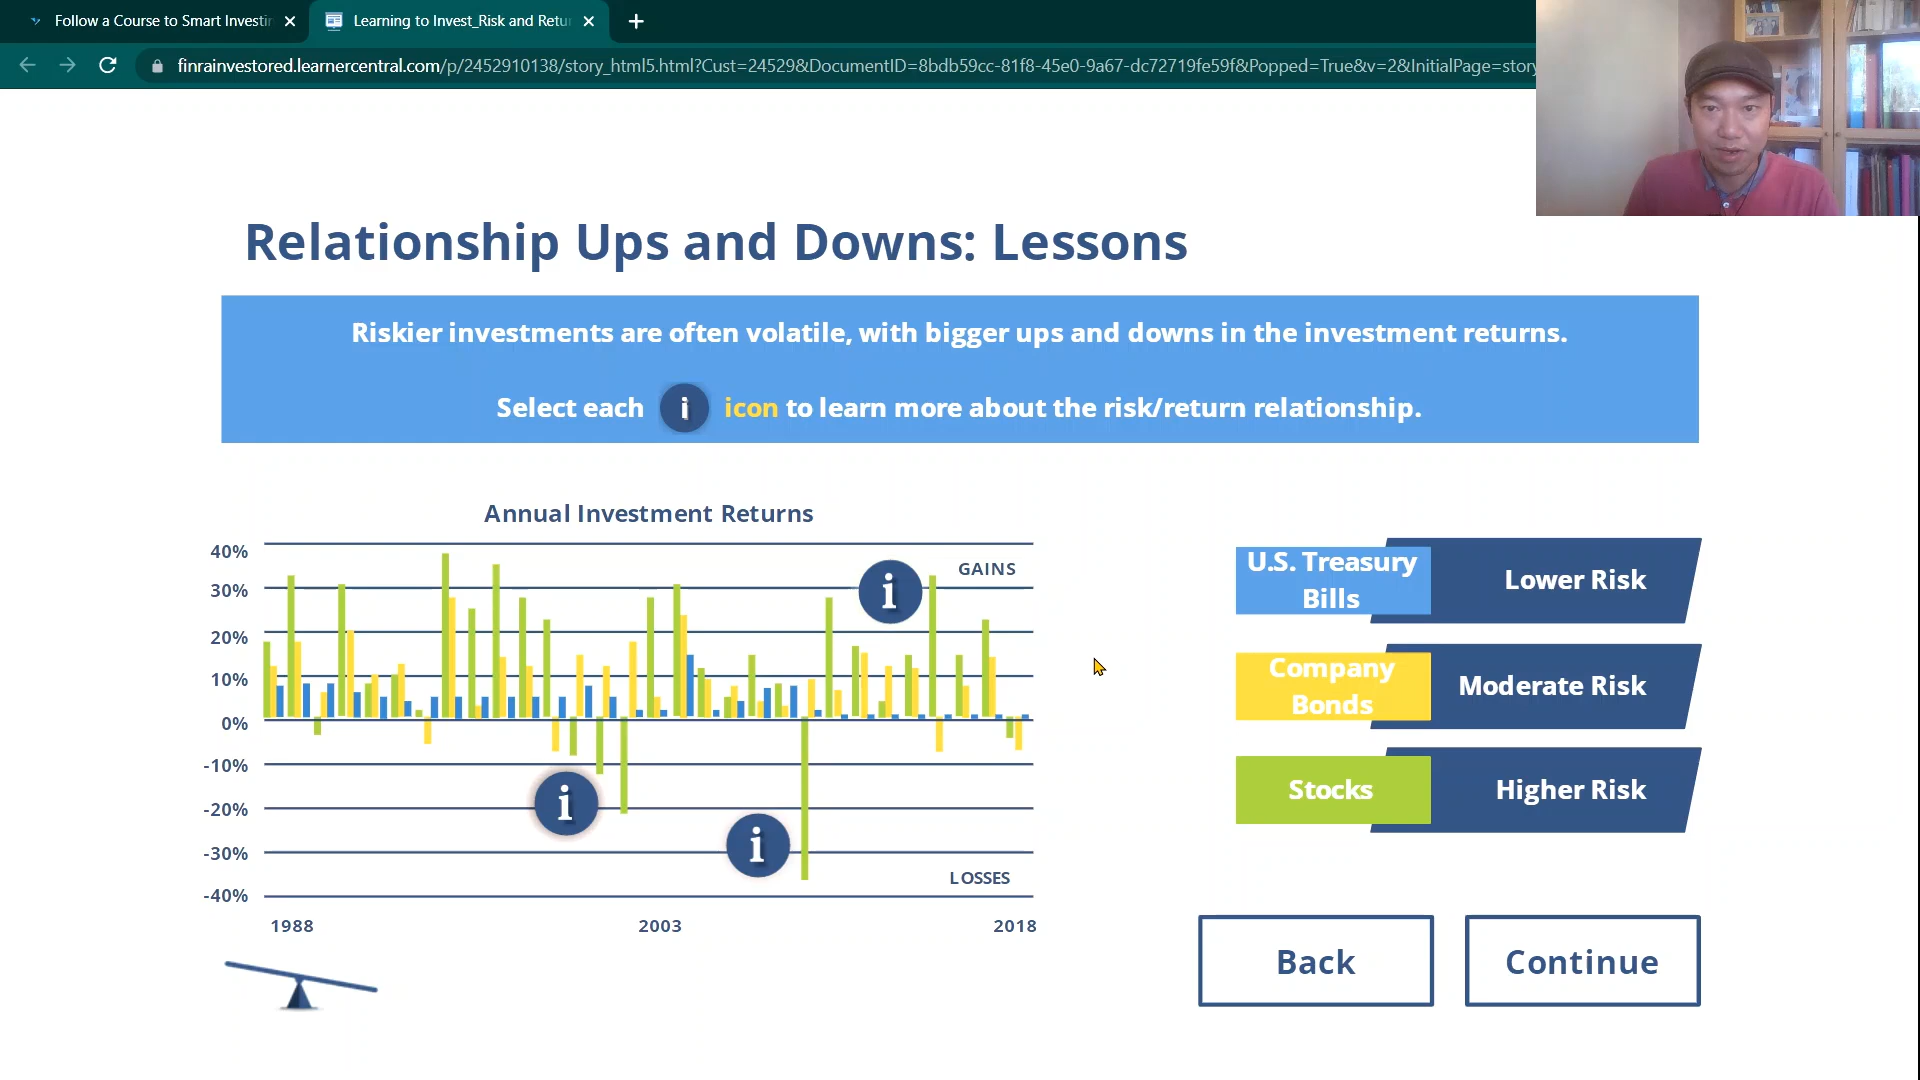 Follow a Course to Smart Investin
Learning to Invest_Risk and Retu
finrainvestored.learnercentral.com/p/2452910138/story_html5.html?Cust=24529&DocumentID=8bdb59cc-81f8-45e0-9a67-dc72719fe59f&Popped=True&v=2&InitialPage=story
Relationship Ups and Downs: Lessons
Riskier investments are often volatile, with bigger ups and downs in the investment returns.
Select each i icon to learn more about the risk/return relationship.
Annual Investment Returns
40%
30%
20%
10%
0%
-10%
-20%
-30%
-40%
GAINS
i
i
i
LOSSES
1988
2003
2018
U.S. Treasury
Bills
Lower Risk
Company
Bonds
Moderate Risk
Stocks
Higher Risk
Back
Continue